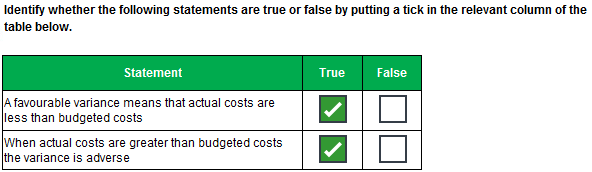 Identify whether the following statements are true or false by putting a tick in the relevant column of the
table below.
Statement True False
A favourable variance means that actual costs are
less than budgeted costs
When actual costs are greater than budgeted costs
the variance is adverse